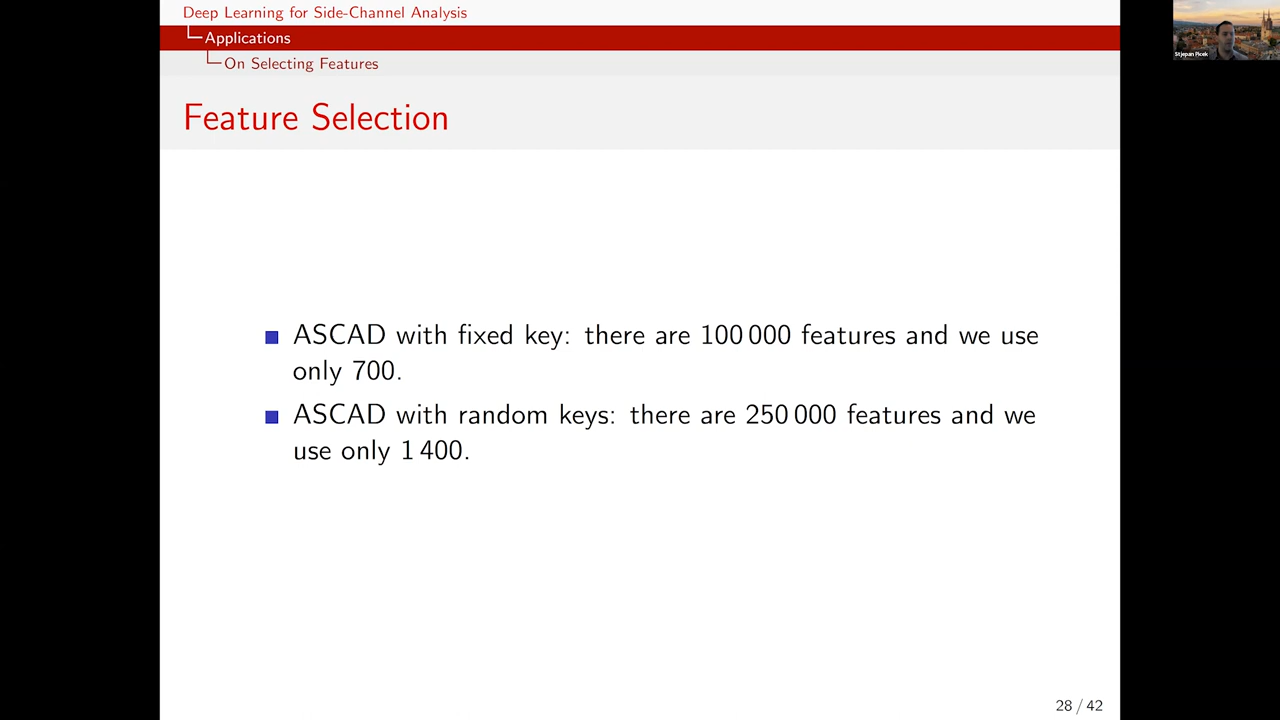 Deep Learning for Side-Channel Analysis
Applications
On Selecting Features
Feature Selection
ASCAD with fixed key: there are 100 000 features and we use
only 700.
ASCAD with random keys: there are 250 000 features and we
use only 1 400.
28 / 42
Stjepan Picek